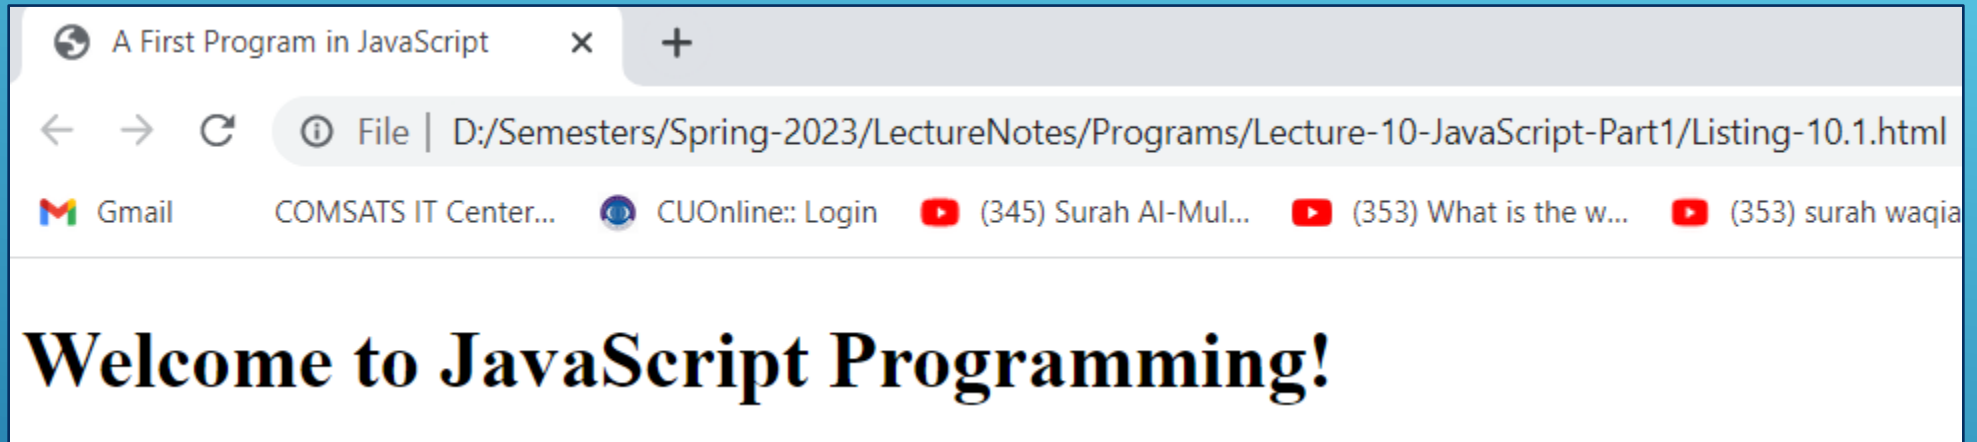 A First Program in JavaScript
File | D:/Semesters/Spring-2023/LectureNotes/Programs/Lecture-10-JavaScript-Part1/Listing-10.1.html
Gmail COMSATS IT Center... CUOnline:: Login (345) Surah Al-Mul... (353) What is the w... (353) surah waqia
Welcome to JavaScript Programming!